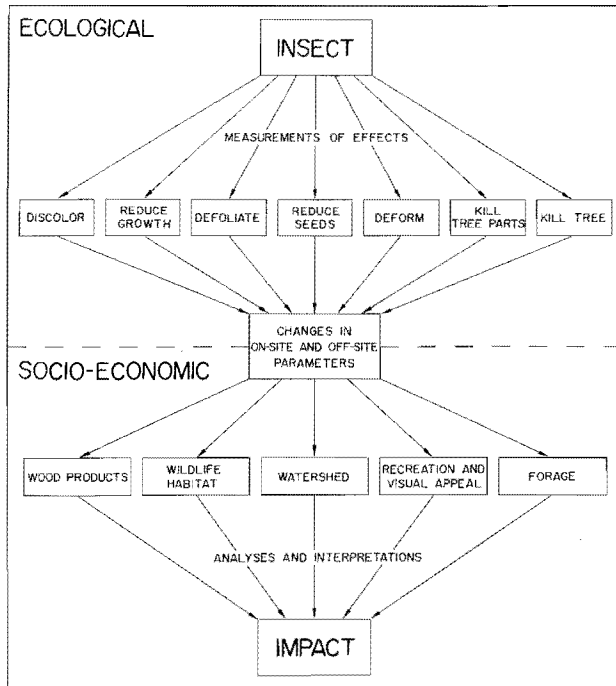 ECOLOGICAL
INSECT
MEASUREMENTS OF EFFECTS
DISCOLOR
REDUCE
GROWTH
DEFOLIATE
REDUCE
SEEDS
DEFORM
KILL
TREE PARTS
KILL TREE
CHANGES IN
ON-SITE AND OFF-SITE
PARAMETERS
SOCIO-ECONOMIC
WOOD PRODUCTS
WILDLIFE
HABITAT
WATERSHED
RECREATION AND
VISUAL APPEAL
FORAGE
ANALYSES AND INTERPRETATIONS
IMPACT